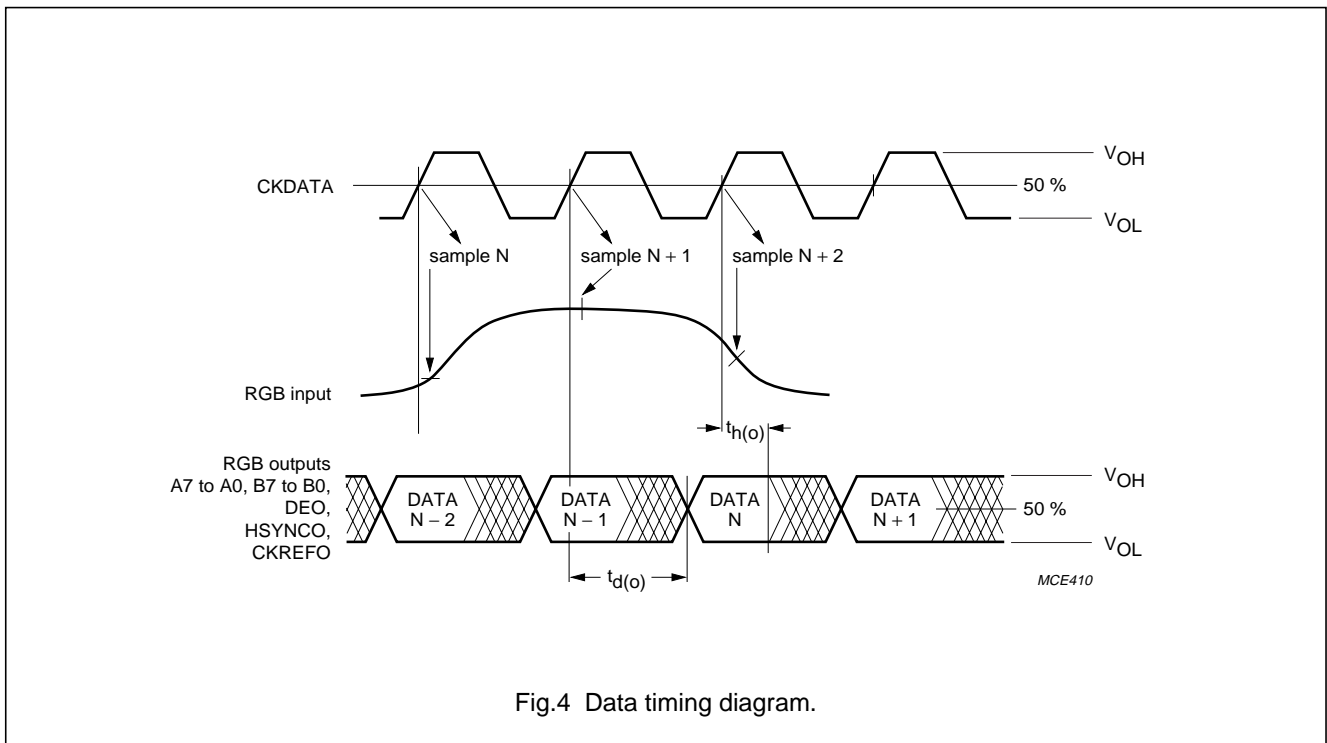 V_OH
CKDATA
50 %
V_OL
sample N
sample N + 1
sample N + 2
RGB input
t_h(o)
RGB outputs
A7 to A0, B7 to B0,
DEO,
HSYNCO,
CKREFO
DATA
N − 2
DATA
N − 1
DATA
N
DATA
N + 1
V_OH
50 %
V_OL
t_d(o)
MCE410
Fig.4 Data timing diagram.